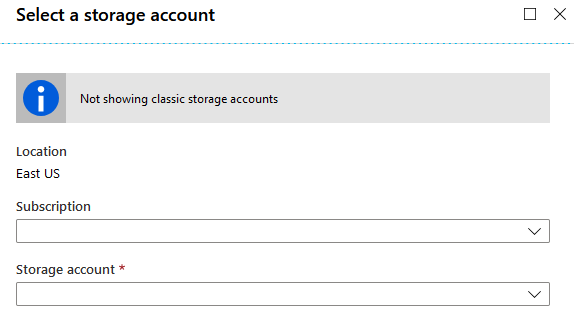 Select a storage account
Not showing classic storage accounts
Location
East US
Subscription
Storage account *